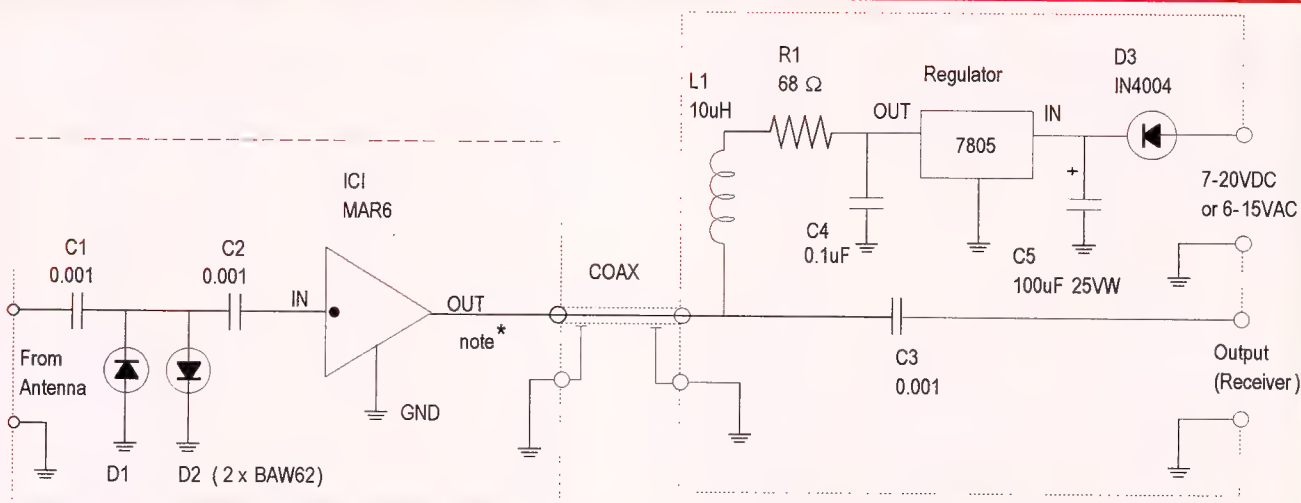 R1
68 Ω
L1
10uH
OUT
Regulator
7805
IN
D3
IN4004
+
7-20VDC
or 6-15VAC
C4
0.1uF
C5
100uF 25VW
ICI
MAR6
C1
0.001
C2
0.001
IN
OUT
note*
COAX
From
Antenna
GND
D1
D2 ( 2 x BAW62)
C3
0.001
Output
(Receiver)